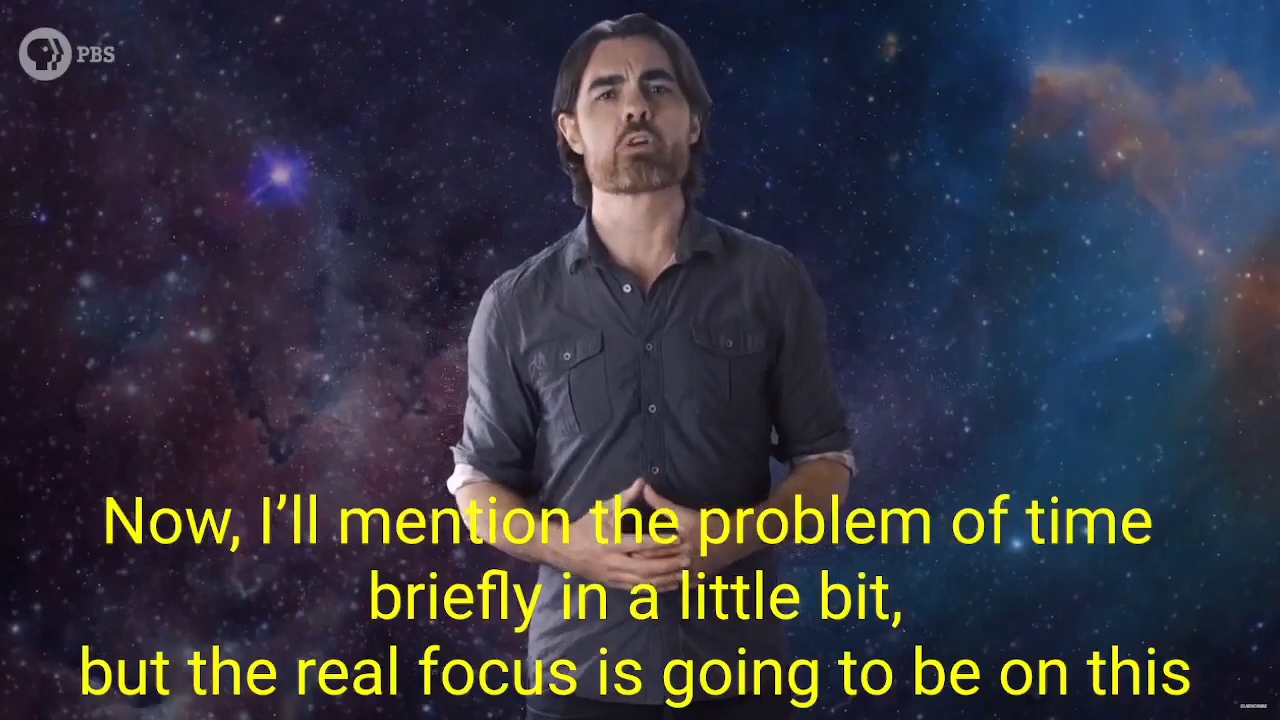 PBS
Now, I’ll mention the problem of time
briefly in a little bit,
but the real focus is going to be on this
SUBSCRIBE